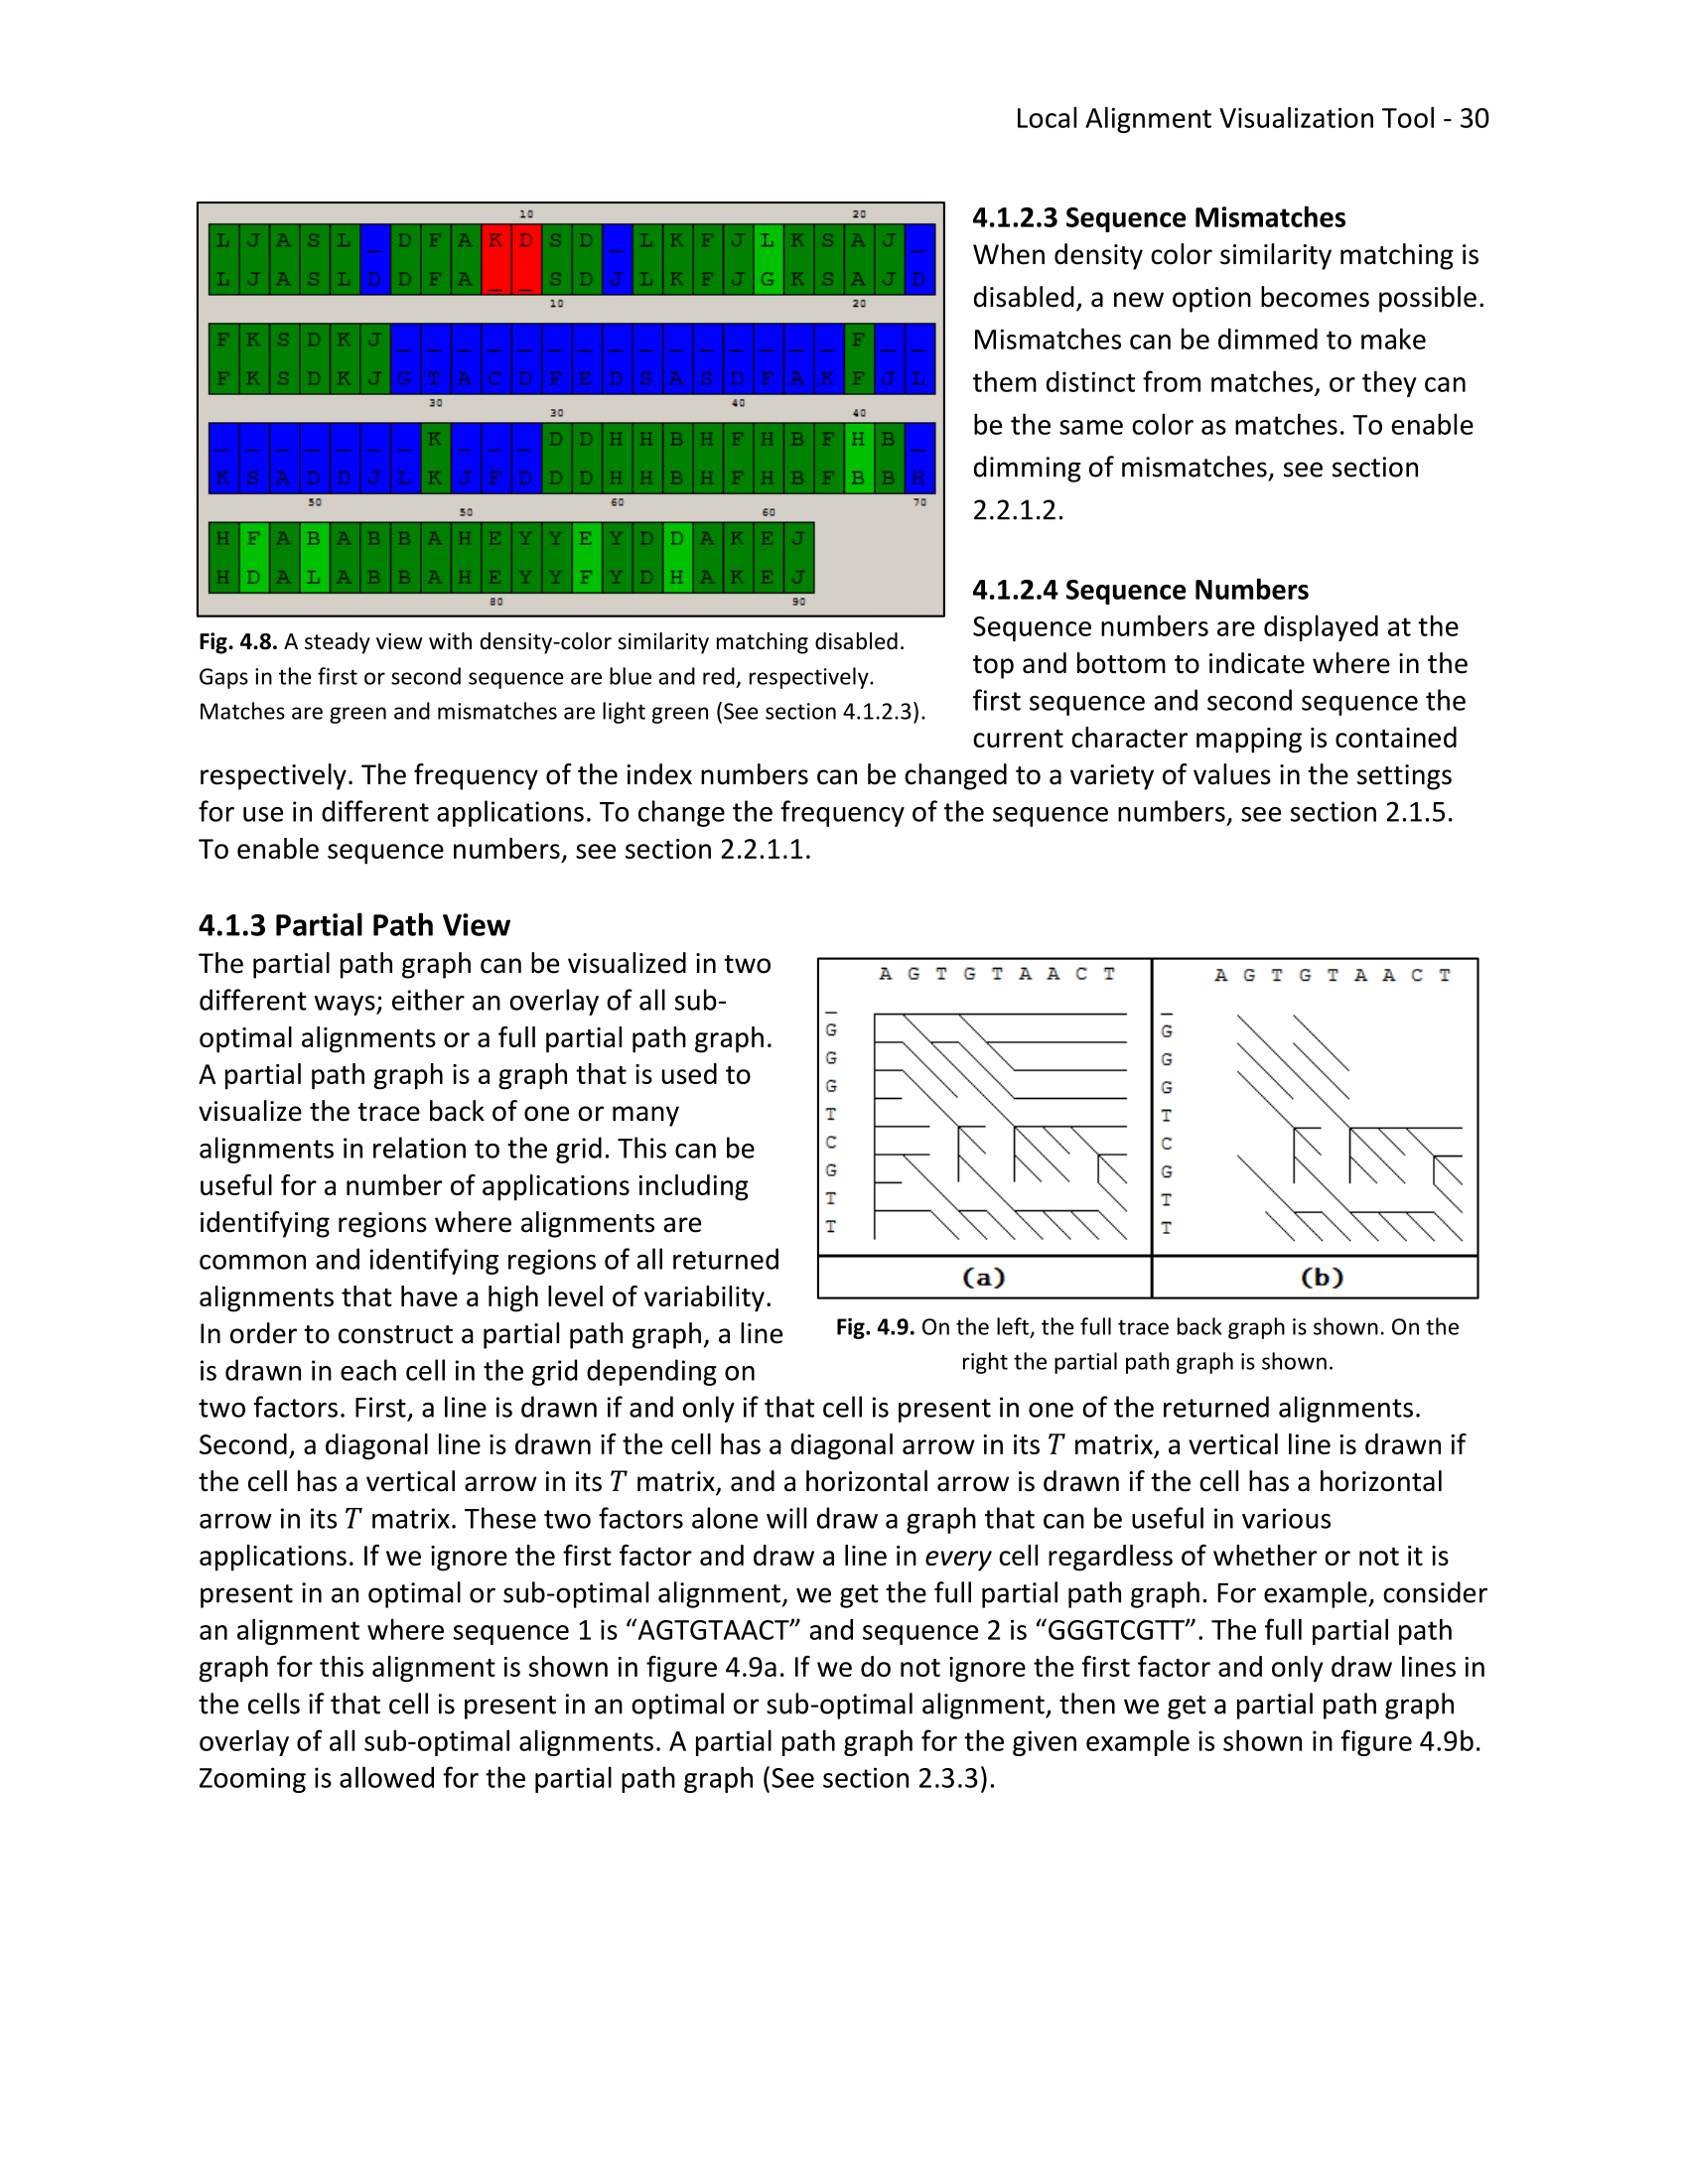 Local Alignment Visualization Tool - 30
10 20
L J A S L _ D F A K D S D _ L K F J L K S A J _
L J A S L D D F A _ _ S D J L K F J G K S A J D
10 20
F K S D K J _ _ _ _ _ _ _ _ _ _ _ _ _ _ _ F _ _
F K S D K J G T A C D F E D S A S D F A K F J L
30 40
30 40
_ _ _ _ _ _ _ K _ _ _ D D H H B H F H B F H B _
K S A D D J L K J F D D D H H B H F H B F B B H
50 60 70
50 60
H F A B A B B A H E Y Y E Y D D A K E J
H D A L A B B A H E Y Y F Y D H A K E J
80 90
Fig. 4.8. A steady view with density-color similarity matching disabled.
Gaps in the first or second sequence are blue and red, respectively.
Matches are green and mismatches are light green (See section 4.1.2.3).
4.1.2.3 Sequence Mismatches
When density color similarity matching is
disabled, a new option becomes possible.
Mismatches can be dimmed to make
them distinct from matches, or they can
be the same color as matches. To enable
dimming of mismatches, see section
2.2.1.2.
4.1.2.4 Sequence Numbers
Sequence numbers are displayed at the
top and bottom to indicate where in the
first sequence and second sequence the
current character mapping is contained
respectively. The frequency of the index numbers can be changed to a variety of values in the settings
for use in different applications. To change the frequency of the sequence numbers, see section 2.1.5.
To enable sequence numbers, see section 2.2.1.1.
4.1.3 Partial Path View
The partial path graph can be visualized in two
different ways; either an overlay of all sub-
optimal alignments or a full partial path graph.
A partial path graph is a graph that is used to
visualize the trace back of one or many
alignments in relation to the grid. This can be
useful for a number of applications including
identifying regions where alignments are
common and identifying regions of all returned
alignments that have a high level of variability.
In order to construct a partial path graph, a line
is drawn in each cell in the grid depending on
A G T G T A A C T
_
G
G
G
T
C
G
T
T
(a)
A G T G T A A C T
_
G
G
G
T
C
G
T
T
(b)
Fig. 4.9. On the left, the full trace back graph is shown. On the
right the partial path graph is shown.
two factors. First, a line is drawn if and only if that cell is present in one of the returned alignments.
Second, a diagonal line is drawn if the cell has a diagonal arrow in its T matrix, a vertical line is drawn if
the cell has a vertical arrow in its T matrix, and a horizontal arrow is drawn if the cell has a horizontal
arrow in its T matrix. These two factors alone will draw a graph that can be useful in various
applications. If we ignore the first factor and draw a line in every cell regardless of whether or not it is
present in an optimal or sub-optimal alignment, we get the full partial path graph. For example, consider
an alignment where sequence 1 is “AGTGTAACT” and sequence 2 is “GGGTCGTT”. The full partial path
graph for this alignment is shown in figure 4.9a. If we do not ignore the first factor and only draw lines in
the cells if that cell is present in an optimal or sub-optimal alignment, then we get a partial path graph
overlay of all sub-optimal alignments. A partial path graph for the given example is shown in figure 4.9b.
Zooming is allowed for the partial path graph (See section 2.3.3).